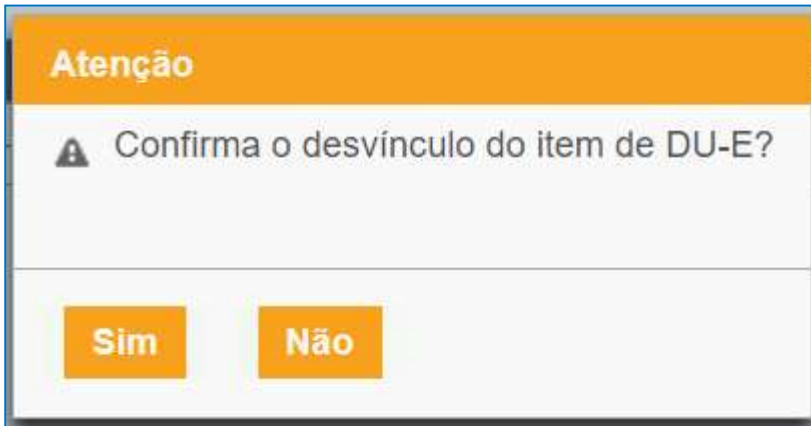 Atenção
Confirma o desvínculo do item de DU-E?
Sim Não